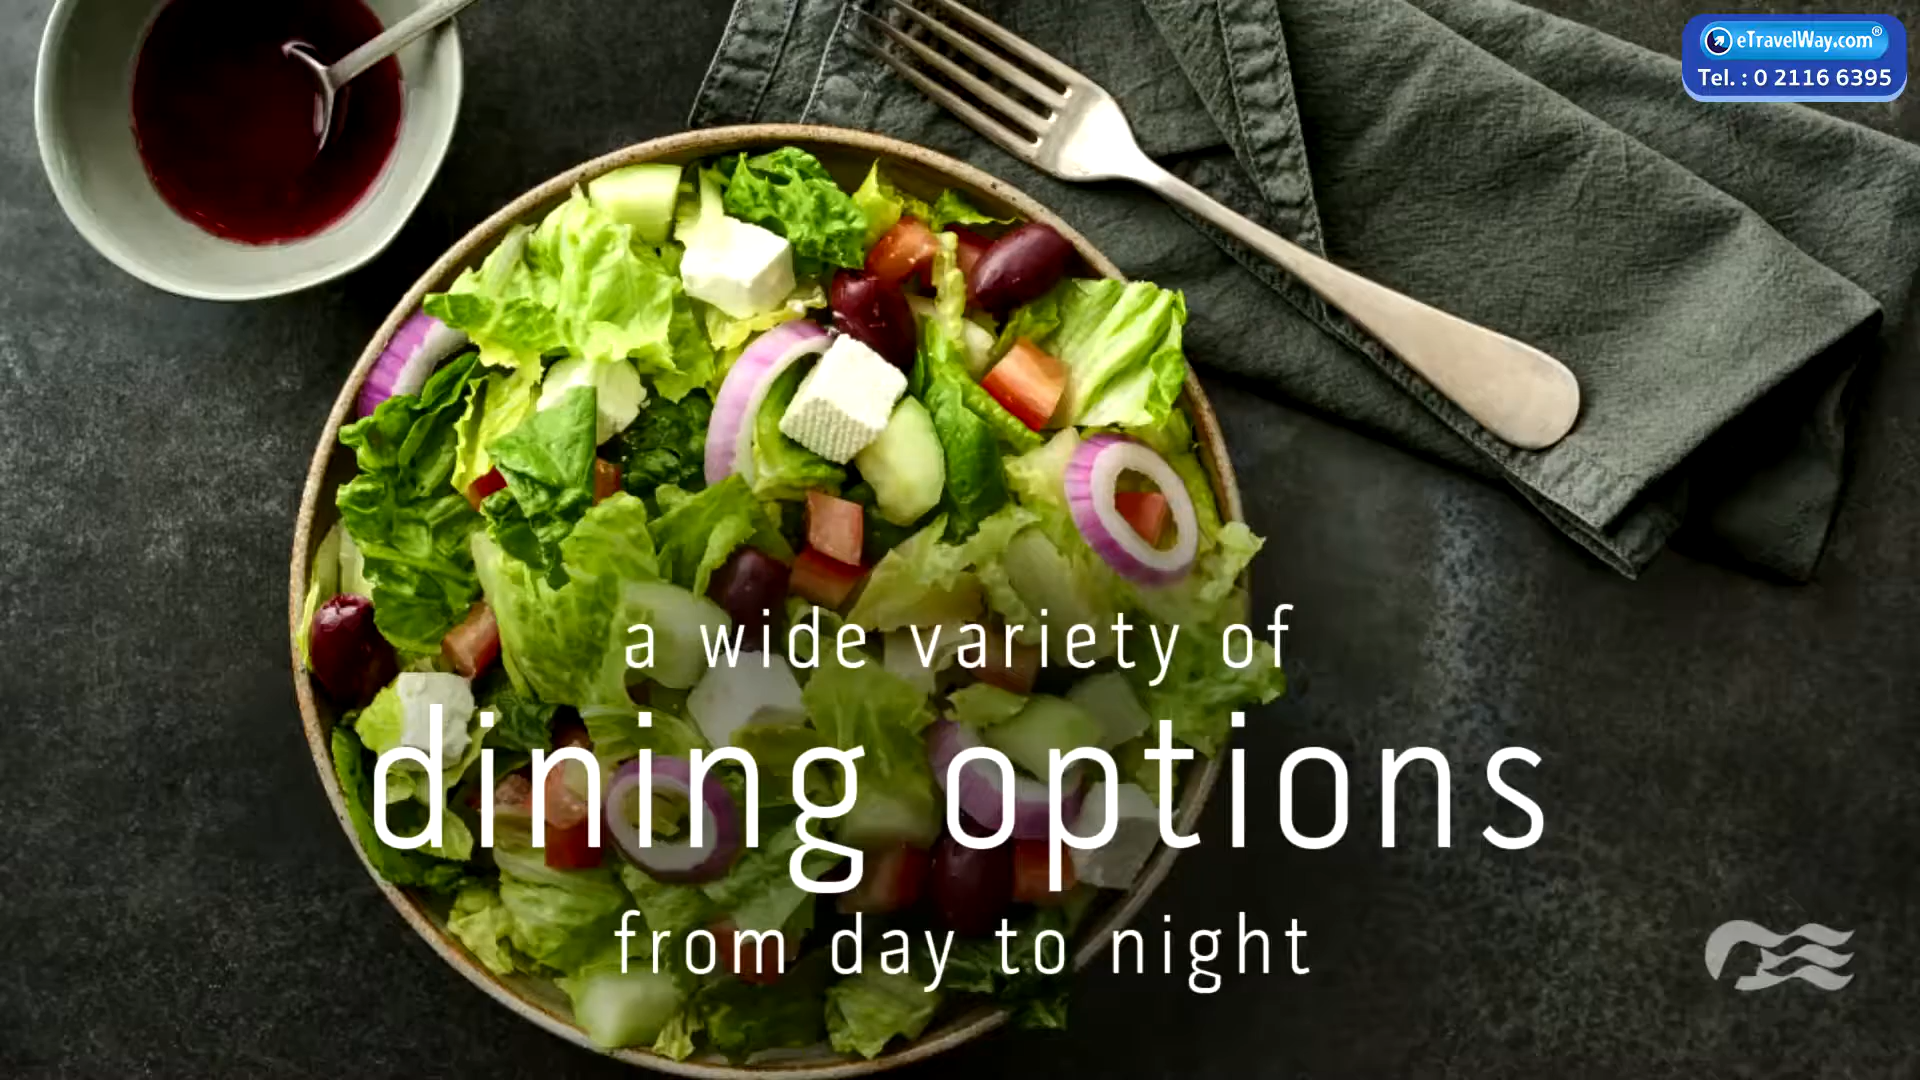 eTravelWay.com®
Tel. : 0 2116 6395
a wide variety of
dining options
from day to night